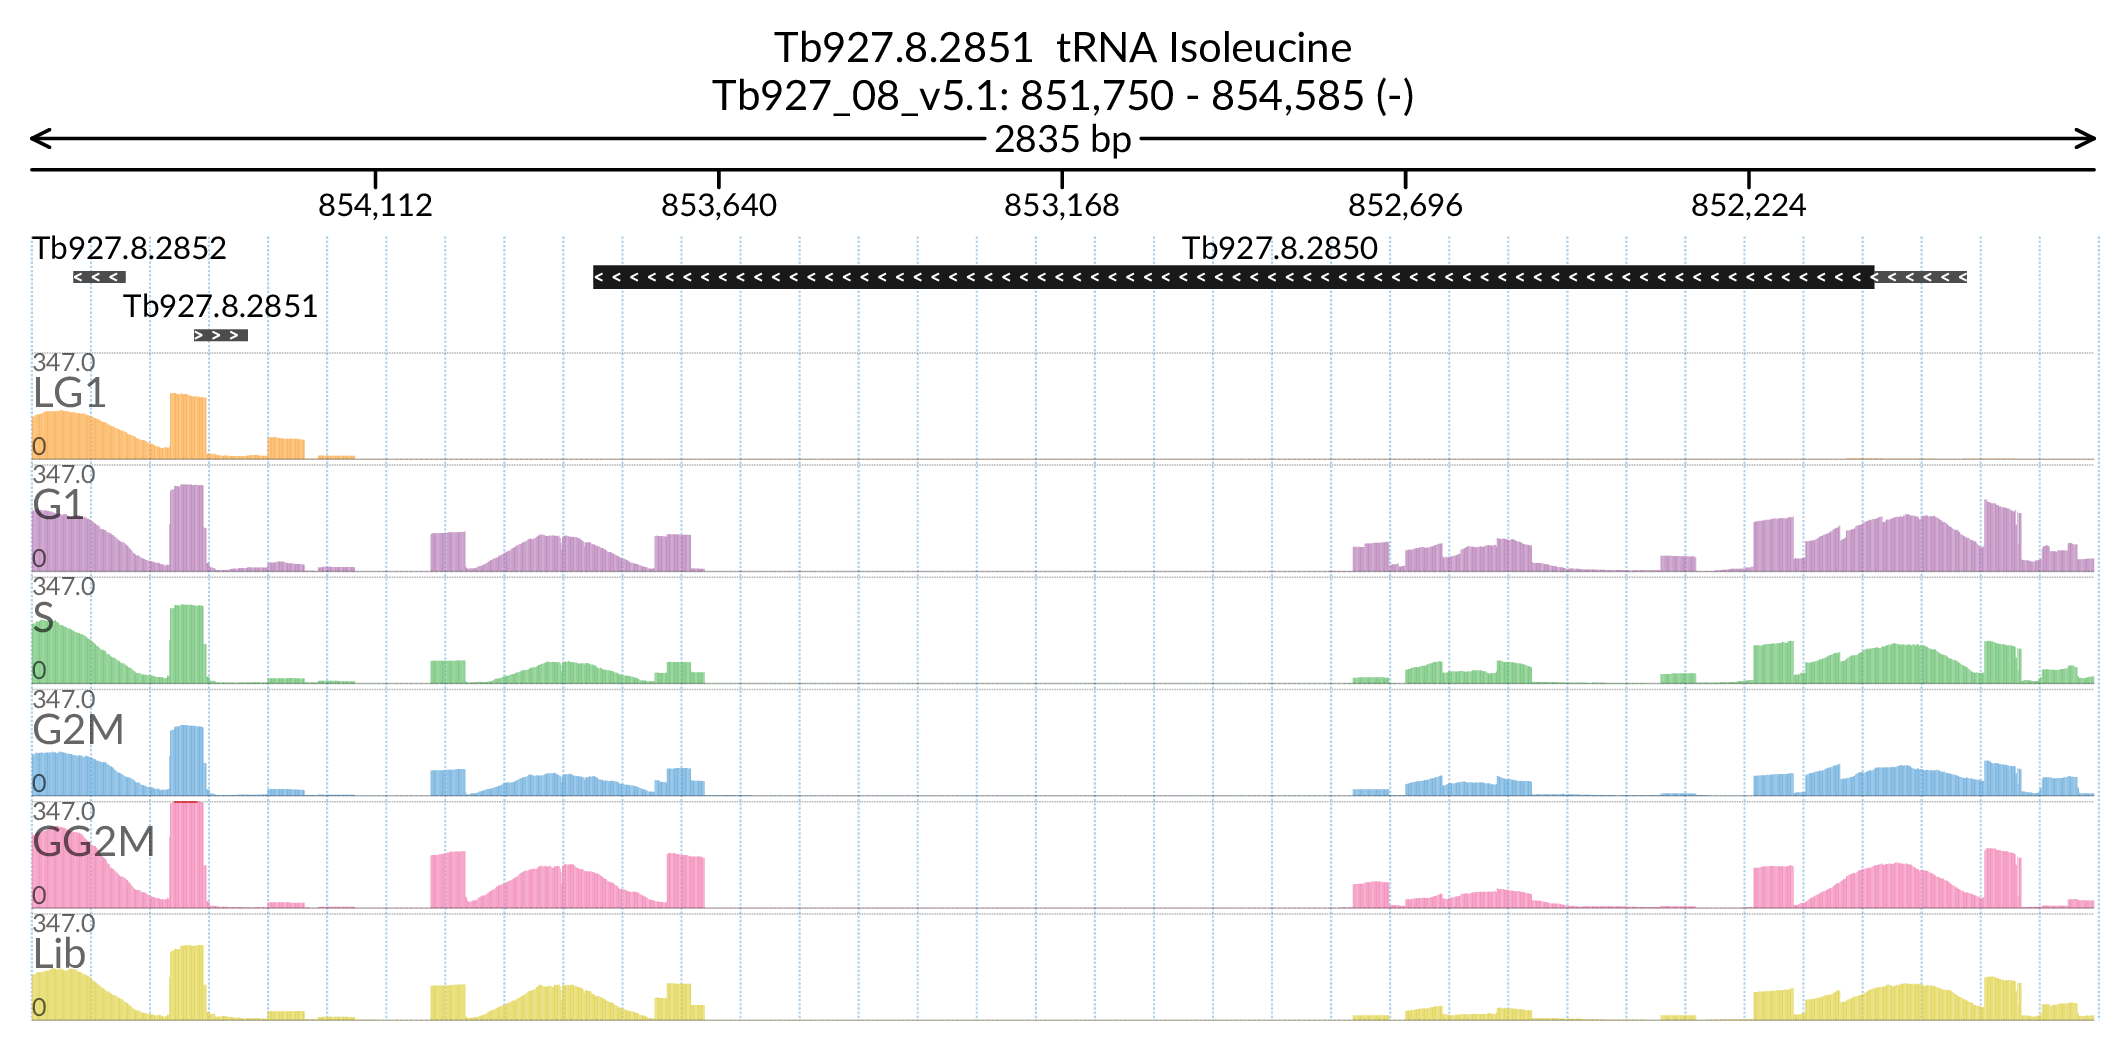 Tb927.8.2851  tRNA Isoleucine
Tb927_08_v5.1: 851,750 - 854,585 (-)
2835 bp
854,112 853,640 853,168 852,696 852,224
Tb927.8.2852 Tb927.8.2850
Tb927.8.2851
347.0
LG1
0
347.0
G1
0
347.0
S
0
347.0
G2M
0
347.0
GG2M
0
347.0
Lib
0